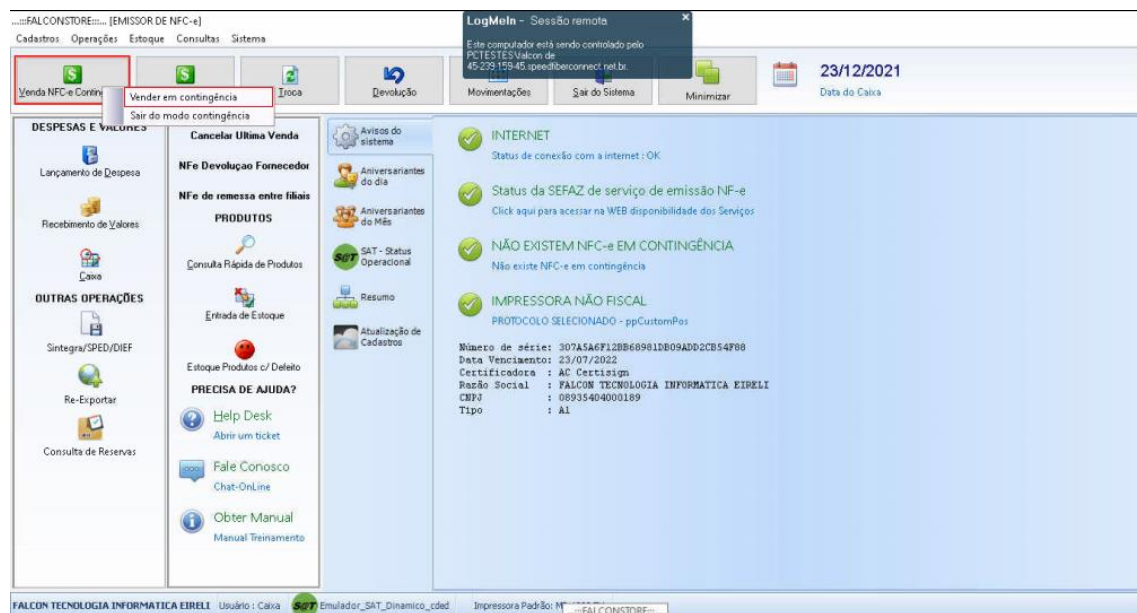 ...:::FALCONSTORE:::... [EMISSOR DE NFC-e]
Cadastros Operações Estoque Consultas Sistema
LogMeIn - Sessão remota
Este computador está sendo controlado pelo
PCTESTES\falcon de
45-239-159-45.speedfiberconnect.net.br.
Venda NFC-e Contin
Troca
Devolução
Movimentações
Sair do Sistema
Minimizar
23/12/2021
Data do Caixa
Vender em contingência
Sair do modo contingência
DESPESAS E VALORES
Lançamento de Despesa
Recebimento de Valores
Caixa
OUTRAS OPERAÇÕES
Sintegra/SPED/DIEF
Re-Exportar
Consulta de Reservas
Cancelar Ultima Venda
NFe Devoluçao Fornecedor
NFe de remessa entre filiais
PRODUTOS
Consulta Rápida de Produtos
Entrada de Estoque
Estoque Produtos c/ Defeito
PRECISA DE AJUDA?
Help Desk
Abrir um ticket
Fale Conosco
Chat-OnLine
Obter Manual
Manual Treinamento
Avisos do
sistema
Aniversariantes
do dia
Aniversariantes
do Mês
SAT - Status
Operacional
Resumo
Atualização de
Cadastros
INTERNET
Status de conexão com a internet : OK
Status da SEFAZ de serviço de emissão NF-e
Click aqui para acessar na WEB disponibilidade dos Serviços
NÃO EXISTEM NFC-e EM CONTINGÊNCIA
Não existe NFC-e em contingência
IMPRESSORA NÃO FISCAL
PROTOCOLO SELECIONADO - ppCustomPos
Número de série: 307A5A6F12BB68981DB09ADD2CB54F88
Data Vencimento: 23/07/2022
Certificadora : AC Certisign
Razão Social : FALCON TECNOLOGIA INFORMATICA EIRELI
CNPJ : 08935404000189
Tipo : A1
FALCON TECNOLOGIA INFORMATICA EIRELI Usuário : Caixa SAT Emulador_SAT_Dinamico_cded Impressora Padrão:
...:::FALCONSTORE:::...